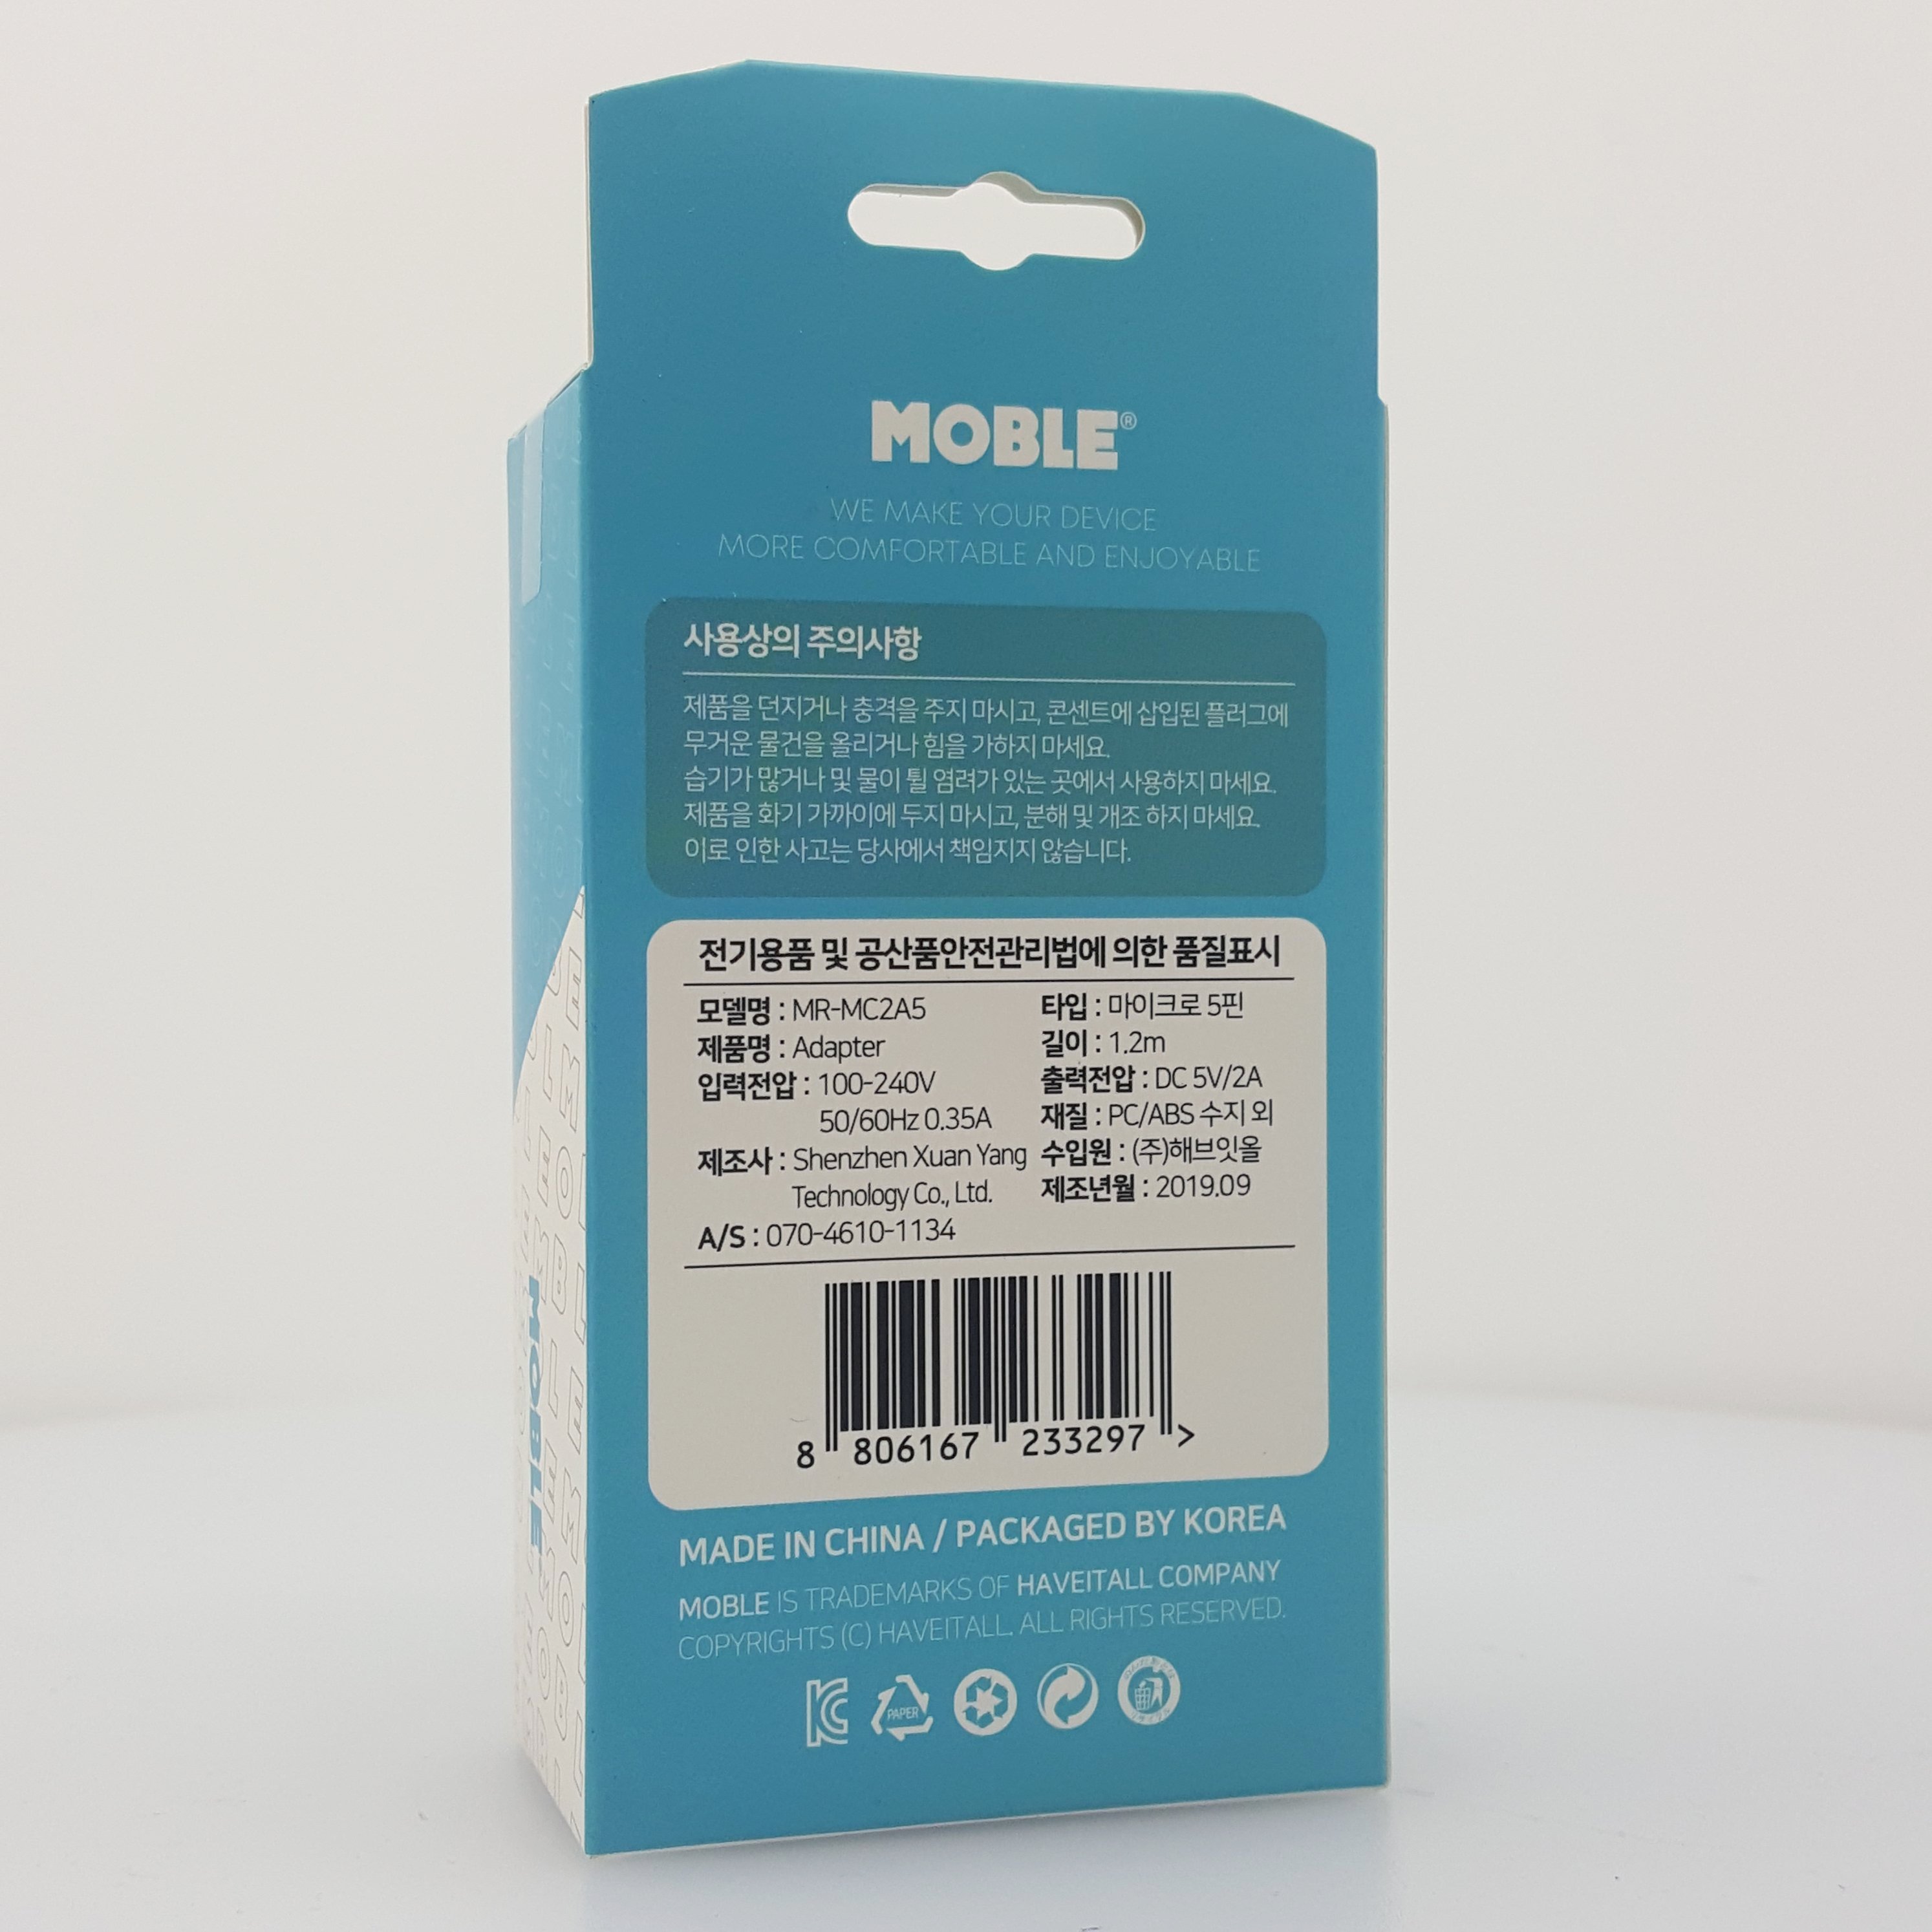 MOBLE®
WE MAKE YOUR DEVICE
MORE COMFORTABLE AND ENJOYABLE
사용상의 주의사항
제품을 던지거나 충격을 주지 마시고, 콘센트에 삽입된 플러그에
무거운 물건을 올리거나 힘을 가하지 마세요.
습기가 많거나 및 물이 튈 염려가 있는 곳에서 사용하지 마세요.
제품을 화기 가까이에 두지 마시고, 분해 및 개조 하지 마세요.
이로 인한 사고는 당사에서 책임지지 않습니다.
전기용품 및 공산품안전관리법에 의한 품질표시
모델명 : MR-MC2A5
제품명 : Adapter
입력전압 : 100-240V
50/60Hz 0.35A
제조사 : Shenzhen Xuan Yang
Technology Co., Ltd.
A/S : 070-4610-1134
타입 : 마이크로 5핀
길이 : 1.2m
출력전압 : DC 5V/2A
재질 : PC/ABS 수지 외
수입원 : (주)해브잇올
제조년월 : 2019.09
8 806167 233297 >
MADE IN CHINA / PACKAGED BY KOREA
MOBLE IS TRADEMARKS OF HAVEITALL COMPANY
COPYRIGHTS (C) HAVEITALL. ALL RIGHTS RESERVED.
PAPER
MOBLE